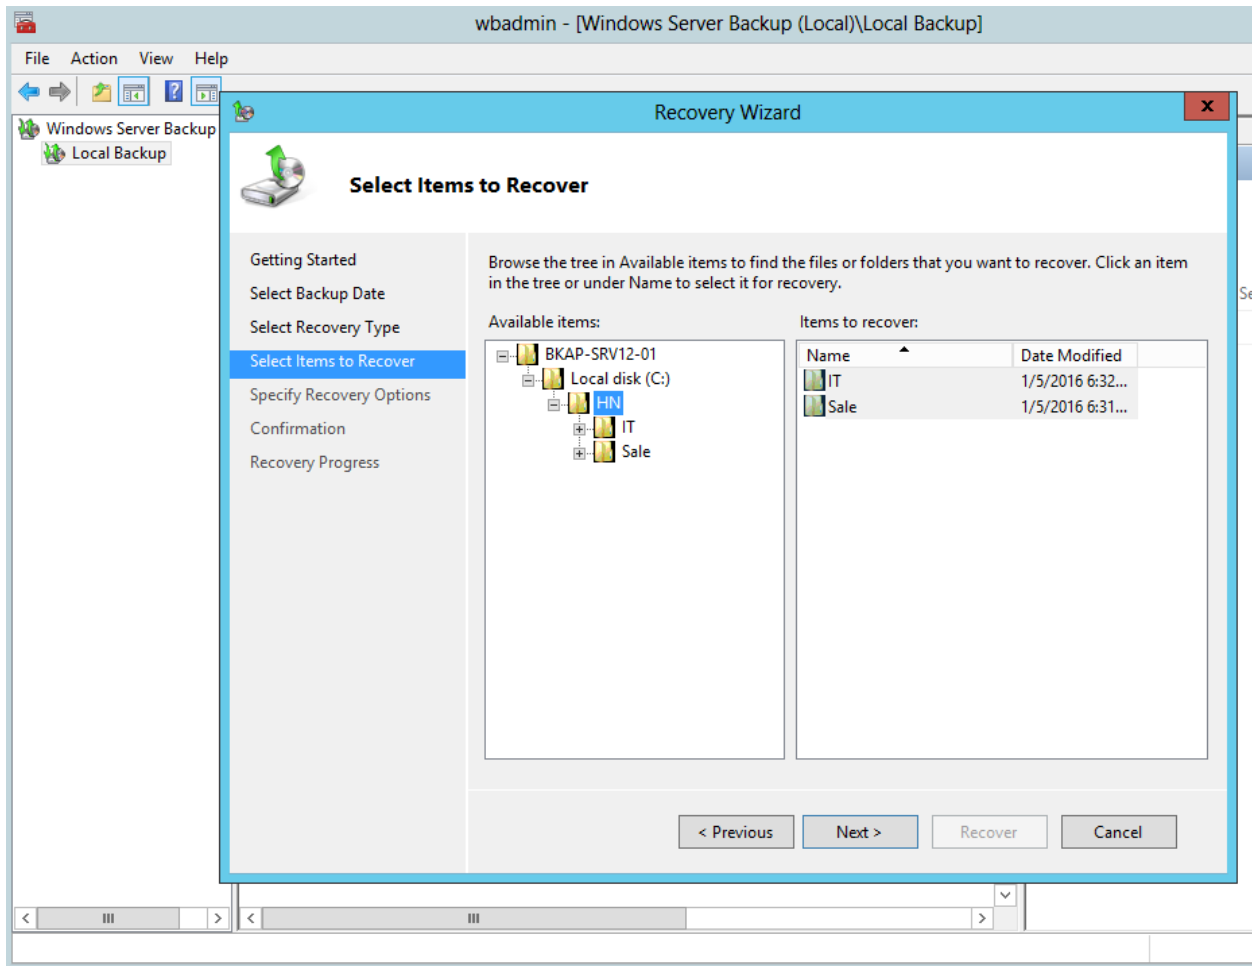 wbadmin - [Windows Server Backup (Local)\Local Backup]
File Action View Help
Windows Server Backup
Local Backup
Recovery Wizard
x
Select Items to Recover
Getting Started
Select Backup Date
Select Recovery Type
Select Items to Recover
Specify Recovery Options
Confirmation
Recovery Progress
Browse the tree in Available items to find the files or folders that you want to recover. Click an item
in the tree or under Name to select it for recovery.
Available items:
BKAP-SRV12-01
Local disk (C:)
HN
IT
Sale
Items to recover:
Name Date Modified
IT 1/5/2016 6:32...
Sale 1/5/2016 6:31...
< Previous Next > Recover Cancel
Se